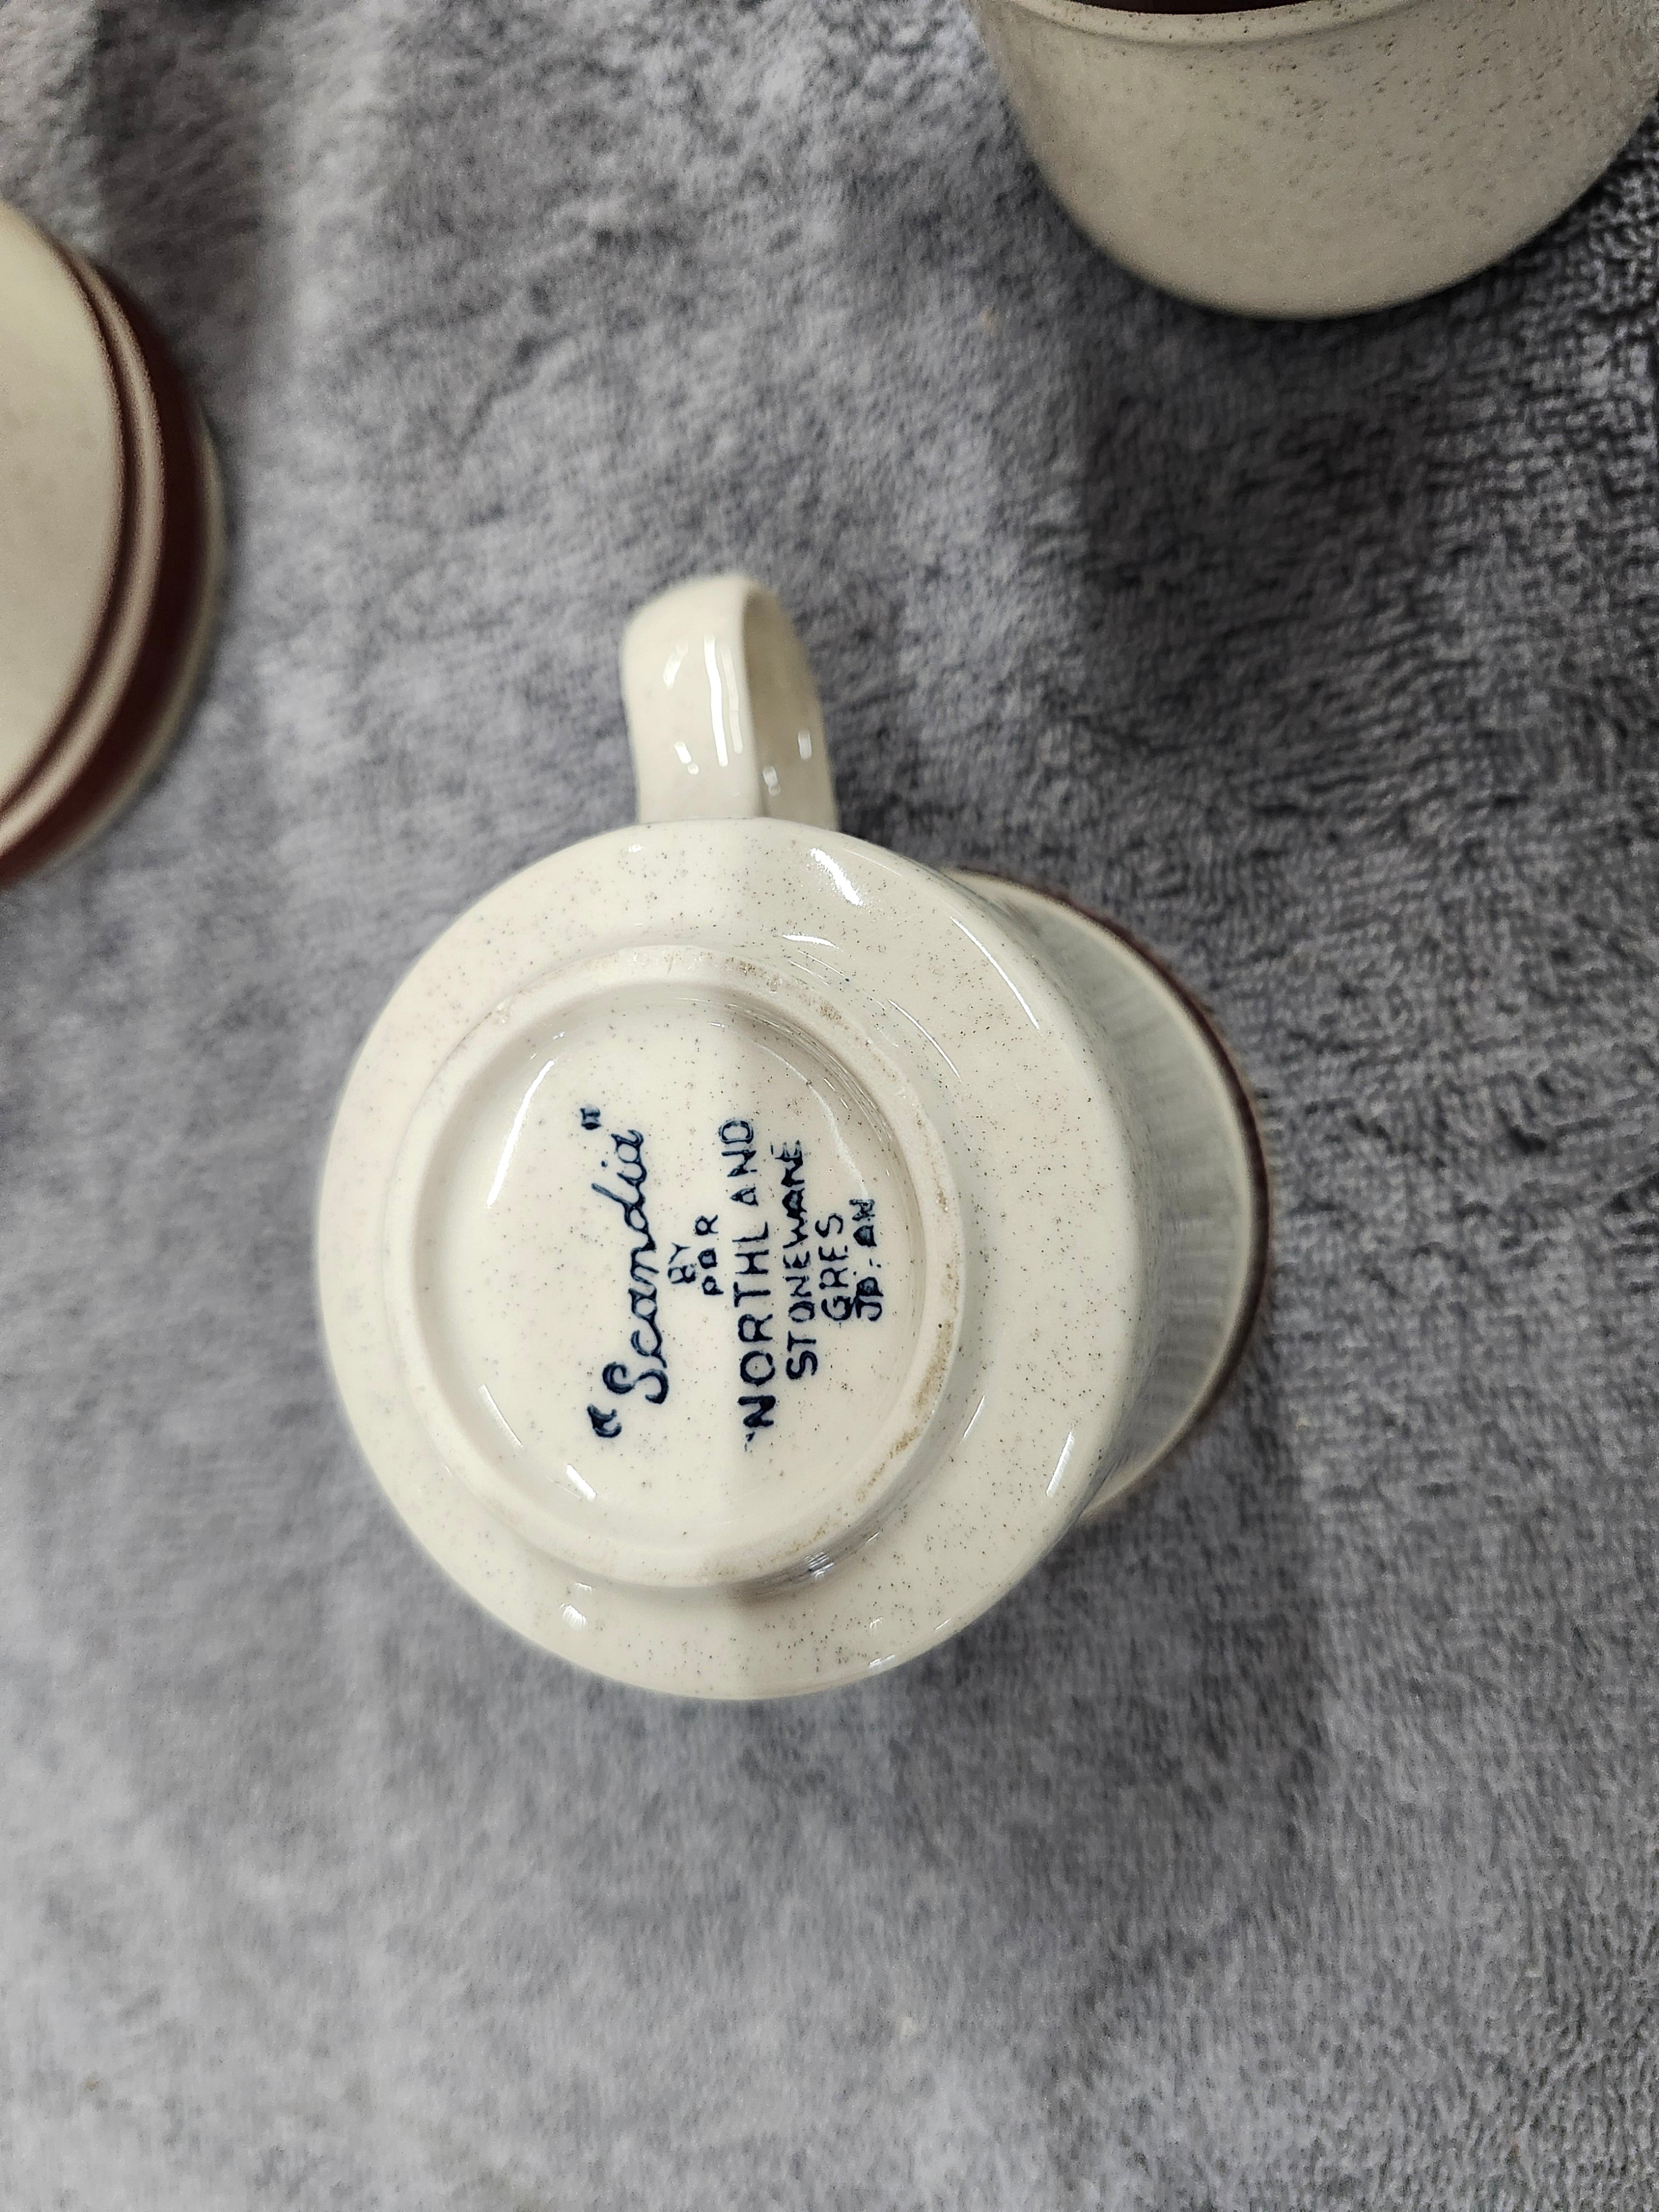 "Scandia"
BY
PAR
"NORTHLAND
STONEWARE
GRES
JAPAN